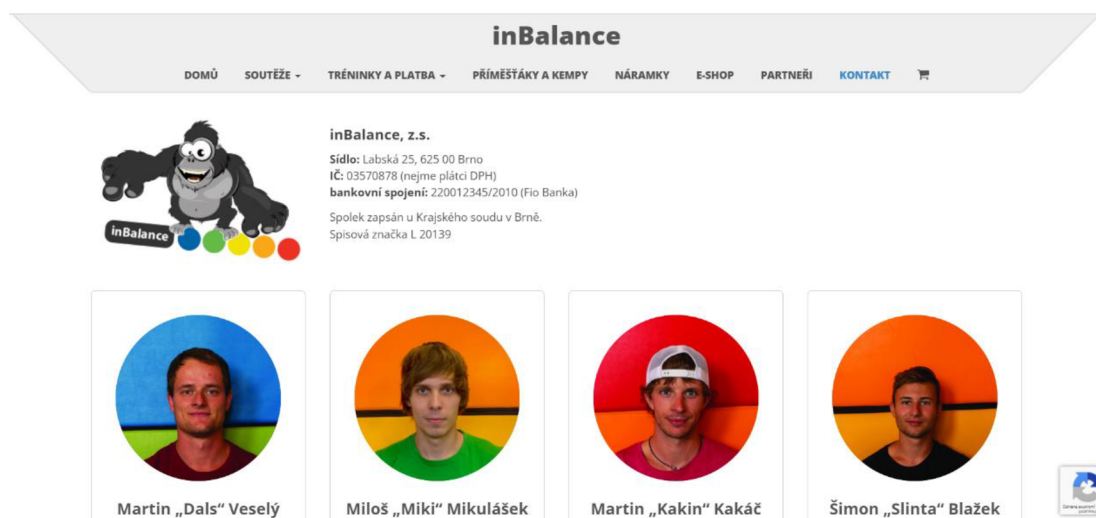 inBalance
DOMŮ SOUTĚŽE TRÉNINKY A PLATBA PŘÍMĚŠŤÁKY A KEMPY NÁRAMKY E-SHOP PARTNEŘI KONTAKT
inBalance
inBalance, z.s.
Sídlo: Labská 25, 625 00 Brno
IČ: 03570878 (nejme plátci DPH)
bankovní spojení: 220012345/2010 (Fio Banka)
Spolek zapsán u Krajského soudu v Brně.
Spisová značka L 20139
Martin „Dals“ Veselý
Miloš „Miki“ Mikulášek
Martin „Kakin“ Kakáč
Šimon „Slinta“ Blažek